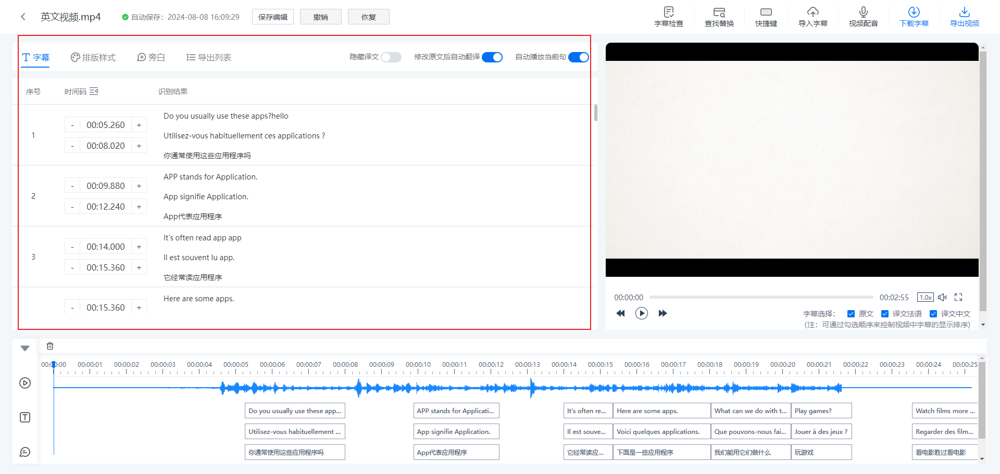 英文视频.mp4
自动保存：2024-08-08 16:09:29
保存编辑
撤销
恢复
字幕检查
查找替换
快捷键
导入字幕
视频配音
下载字幕
导出视频
字幕
排版样式
旁白
导出列表
隐藏译文
修改原文后自动翻译
自动播放当前句
序号
时间码
识别结果
1
- 00:05.260 +
- 00:08.020 +
Do you usually use these apps?hello
Utilisez-vous habituellement ces applications ?
你通常使用这些应用程序吗
2
- 00:09.880 +
- 00:12.240 +
APP stands for Application.
App signifie Application.
App代表应用程序
3
- 00:14.000 +
- 00:15.360 +
It's often read app app
Il est souvent lu app.
它经常读应用程序
- 00:15.360 +
Here are some apps.
00:00:00
00:02:55
1.0x
字幕选择：
原文
译文法语
译文中文
（注：可通过勾选顺序来控制视频中字幕的显示排序）
00:00:00 00:00:01 00:00:02 00:00:03 00:00:04 00:00:05 00:00:06 00:00:07 00:00:08 00:00:09 00:00:10 00:00:11 00:00:12 00:00:13 00:00:14 00:00:15 00:00:16 00:00:17 00:00:18 00:00:19 00:00:20 00:00:21 00:00:22 00:00:23 00:00:24 00:00:25
Do you usually use these app...
APP stands for Applicati...
It's often re...
Here are some apps.
What can we do with t...
Play games?
Watch films more ...
Utilisez-vous habituellement ...
App signifie Application.
Il est souve...
Voici quelques applications.
Que pouvons-nous fai...
Jouer à des jeux ?
Regarder des film...
你通常使用这些应用程序吗
App代表应用程序
它经常读应...
下面是一些应用程序
我们能用它们做什么
玩游戏
看电影胜过看电影